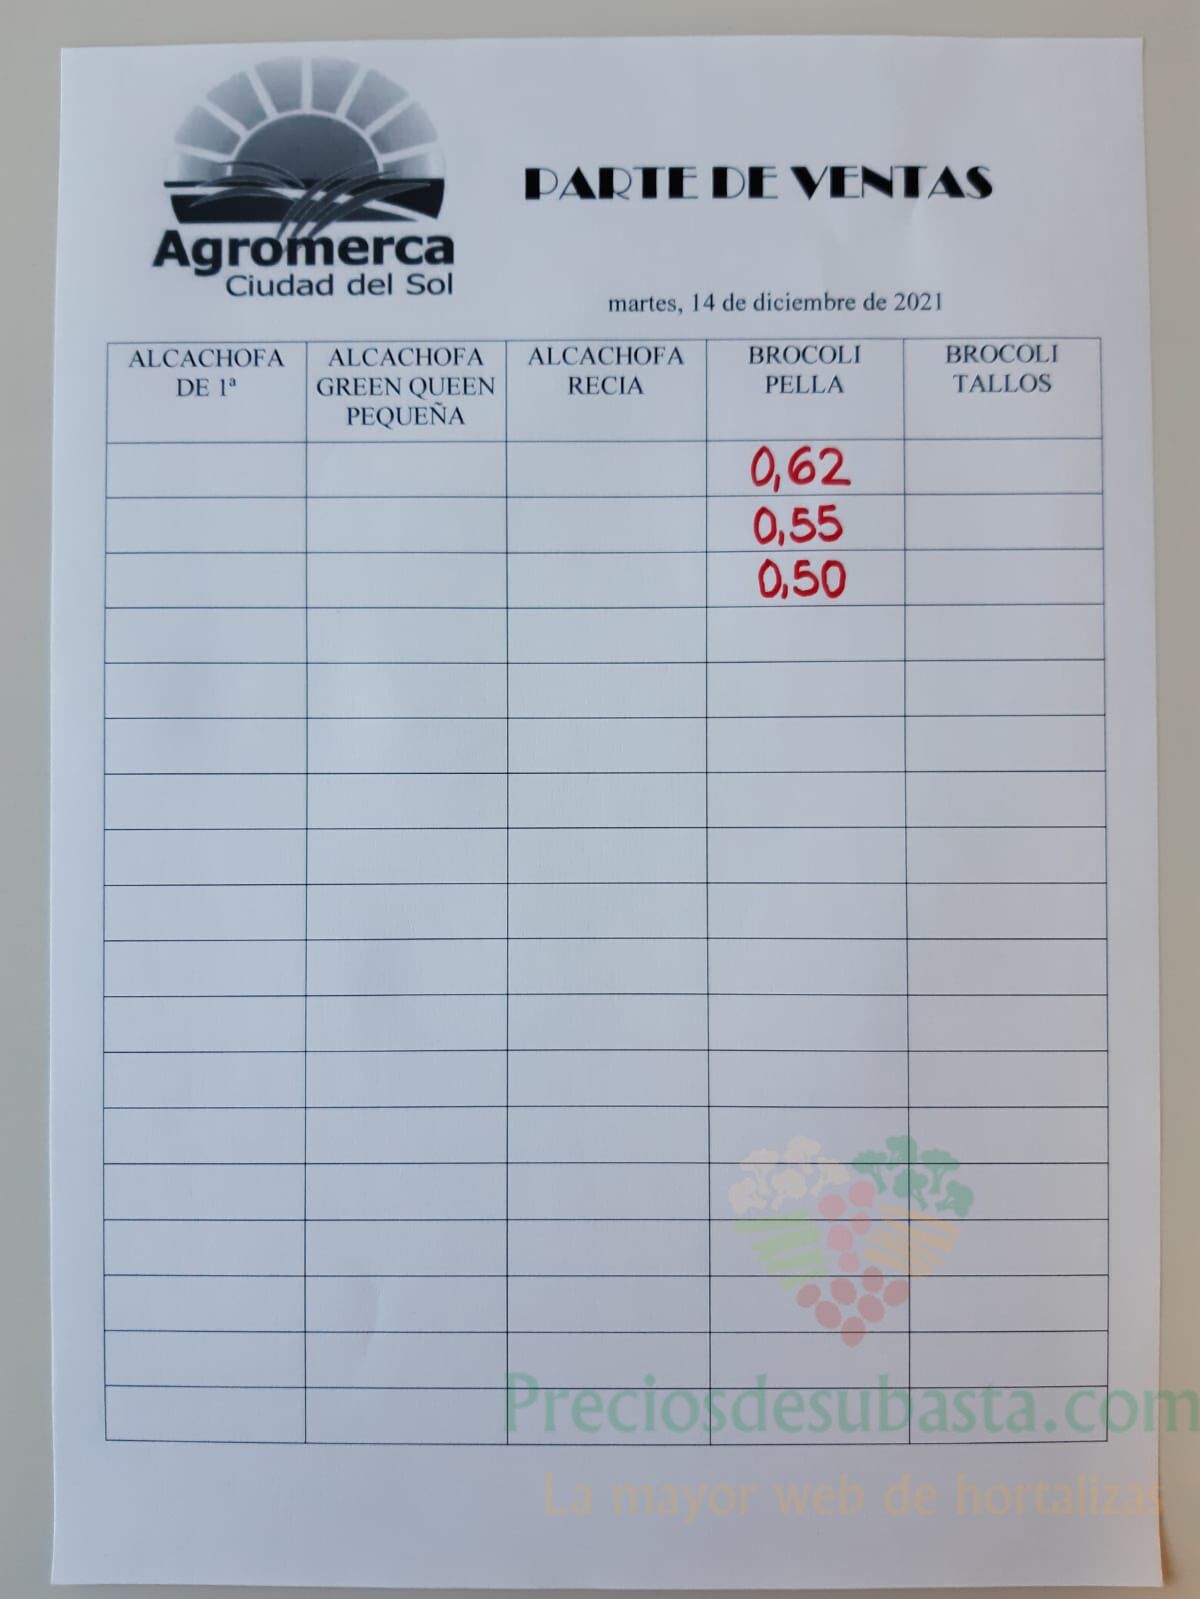 PARTE DE VENTAS
Agromerca
Ciudad del Sol
martes, 14 de diciembre de 2021
ALCACHOFA DE 1ª
ALCACHOFA GREEN QUEEN PEQUEÑA
ALCACHOFA RECIA
BROCOLI PELLA
BROCOLI TALLOS
0,62
0,55
0,50
Preciosdesubasta.com
La mayor web de hortalizas